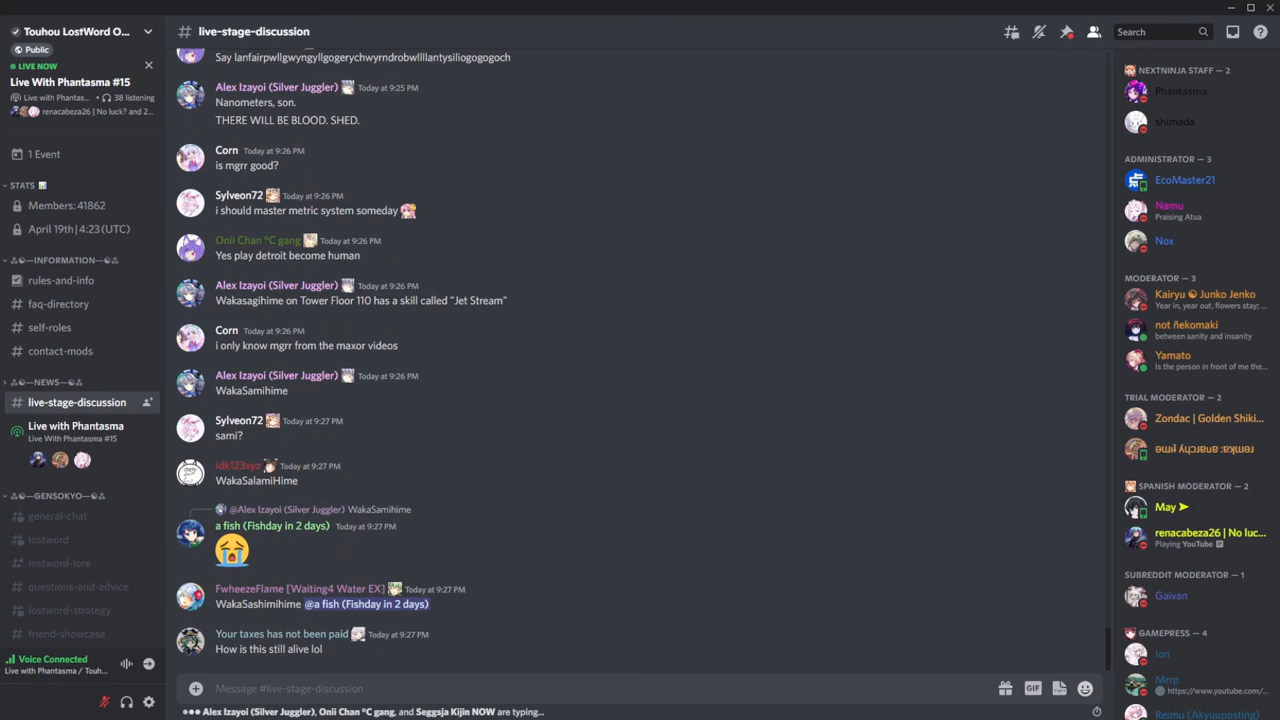 Touhou LostWord O...
Public
LIVE NOW
Live With Phantasma #15
Live with Phantas... 38 listening
renacabeza26 | No luck? and 2...
1 Event
STATS
Members: 41862
April 19th|4:23(UTC)
INFORMATION
rules-and-info
faq-directory
self-roles
contact-mods
NEWS
live-stage-discussion
Live with Phantasma
Live With Phantasma #15
GENSOKYO
general-chat
lostword
lostword-lore
questions-and-advice
lostword-strategy
friend-showcase
Voice Connected
Live with Phantasma / Touh...
live-stage-discussion
Search
Say lanfairpwllgwyngyllgogerychwyrndrobwllllantysiliogogogoch
Alex Izayoi (Silver Juggler) Today at 9:25 PM
Nanometers, son.
THERE WILL BE BLOOD. SHED.
Corn Today at 9:26 PM
is mgrr good?
Sylveon72 Today at 9:26 PM
i should master metric system someday
Onii Chan °C gang Today at 9:26 PM
Yes play detroit become human
Alex Izayoi (Silver Juggler) Today at 9:26 PM
Wakasagihime on Tower Floor 110 has a skill called "Jet Stream"
Corn Today at 9:26 PM
i only know mgrr from the maxor videos
Alex Izayoi (Silver Juggler) Today at 9:26 PM
WakaSamihime
Sylveon72 Today at 9:27 PM
sami?
idk123xyz Today at 9:27 PM
WakaSalamiHime
@Alex Izayoi (Silver Juggler) WakaSamihime
a fish (Fishday in 2 days) Today at 9:27 PM
FwheezeFlame [Waiting4 Water EX] Today at 9:27 PM
WakaSashimihime @a fish (Fishday in 2 days)
Your taxes has not been paid Today at 9:27 PM
How is this still alive lol
Message #live-stage-discussion
GIF
Alex Izayoi (Silver Juggler), Onii Chan °C gang, and Seggsja Kijin NOW are typing...
NEXTNINJA STAFF — 2
Phantasma
shimada
ADMINISTRATOR — 3
EcoMaster21
Namu
Praising Atua
Nox
MODERATOR — 3
Kairyu ☯ Junko Jenko
Year in, year out, flowers stay; ...
not ñekomaki
between sanity and insanity
Yamato
Is the person in front of me the...
TRIAL MODERATOR — 2
Zondac | Golden Shiki...
SPANISH MODERATOR — 2
May ➤
renacabeza26 | No luc...
Playing YouTube
SUBREDDIT MODERATOR — 1
Gaivan
GAMEPRESS — 4
Ion
Mrrp
https://www.youtube.com/...
Reimu (Akyuuposting)